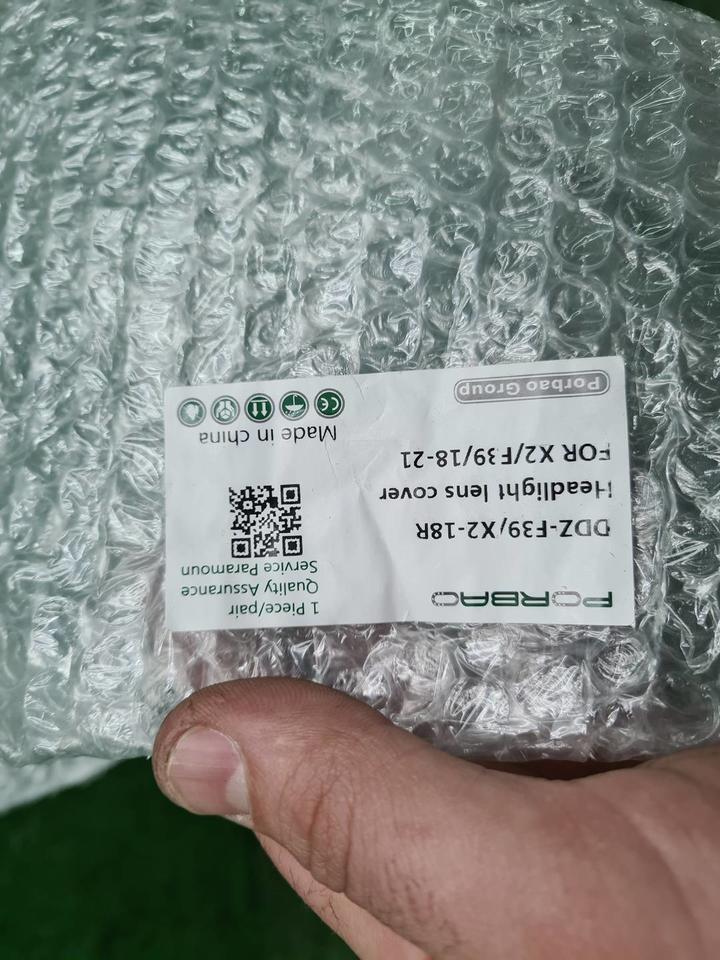 PORBAO
1 Piece/pair
Quality Assurance
Service Paramoun
DDZ-F39/X2-18R
Headlight lens cover
FOR X2/F39/18-21
Made in china
CE
Porbao Group